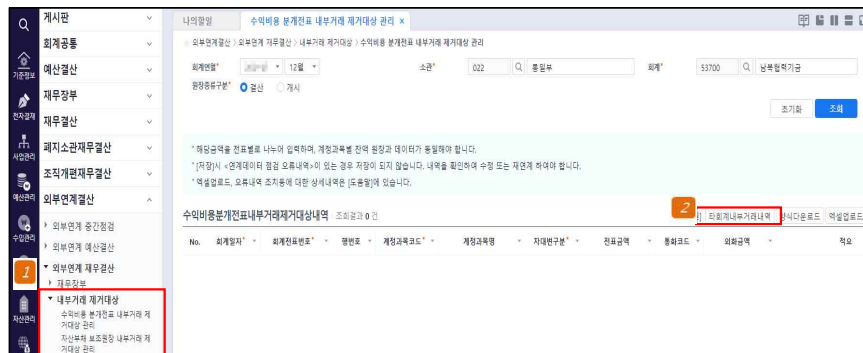 게시판
회계공통
예산결산
재무장부
재무결산
폐지소관재무결산
조직개편재무결산
외부연계결산
외부연계 중간점검
외부연계 예산결산
외부연계 재무결산
재무장부
내부거래 제거대상
수익비용 분개전표 내부거래 제
거대상 관리
자산부채 보조원장 내부거래 제
거대상 관리
기준정보
전자결재
사업관리
예산관리
수입관리
1
자산관리
나의할일 수익비용 분개전표 내부거래 제거대상 관리 ×
외부연계결산 > 외부연계 재무결산 > 내부거래 제거대상 > 수익비용 분개전표 내부거래 제거대상 관리
회계연월* 12월 소관* 022 통일부 회계* 53700 남북협력기금
원장종류구분* 결산 개시
초기화 조회
* 해당금액을 전표별로 나누어 입력하며, 계정과목별 잔액 원장과 데이터가 동일해야 합니다.
* [저장]시 <연계데이터 점검 오류내역>이 있는 경우 저장이 되지 않습니다. 내역을 확인하여 수정 또는 재연계 하여야 합니다.
* 엑셀업로드, 오류내역 조치등에 대한 상세내역은 [도움말]에 있습니다.
수익비용분개전표내부거래제거대상내역 조회결과 0 건
2
타회계내부거래내역 양식다운로드 엑셀업로드
No. 회계일자* 회계전표번호* 행번호 계정과목코드* 계정과목명 차대변구분* 전표금액 통화코드 외화금액 적요